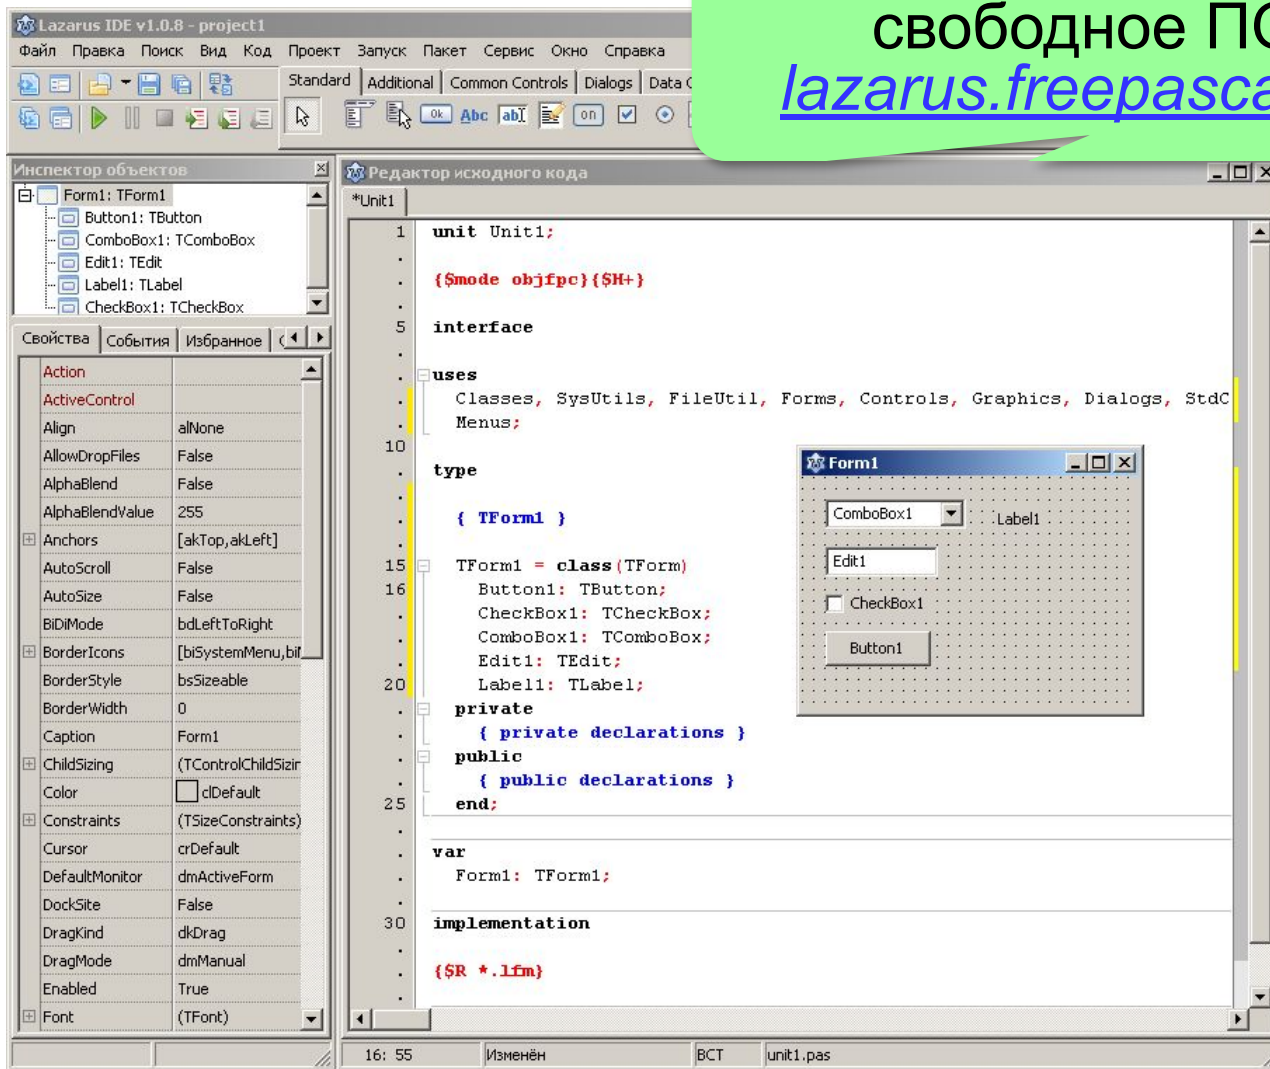 свободное ПО
lazarus.freepasca
Lazarus IDE v1.0.8 - project1
Файл Правка Поиск Вид Код Проект Запуск Пакет Сервис Окно Справка
Standard Additional Common Controls Dialogs Data C
Ok Abc abI on
Инспектор объектов
Form1: TForm1
Button1: TButton
ComboBox1: TComboBox
Edit1: TEdit
Label1: TLabel
CheckBox1: TCheckBox
Свойства События Избранное
Action
ActiveControl
Align alNone
AllowDropFiles False
AlphaBlend False
AlphaBlendValue 255
Anchors [akTop,akLeft]
AutoScroll False
AutoSize False
BiDiMode bdLeftToRight
BorderIcons [biSystemMenu,biM
BorderStyle bsSizeable
BorderWidth 0
Caption Form1
ChildSizing (TControlChildSizir
Color clDefault
Constraints (TSizeConstraints)
Cursor crDefault
DefaultMonitor dmActiveForm
DockSite False
DragKind dkDrag
DragMode dmManual
Enabled True
Font (TFont)
Редактор исходного кода
*Unit1
1 unit Unit1;
{$mode objfpc}{$H+}
5 interface
uses
Classes, SysUtils, FileUtil, Forms, Controls, Graphics, Dialogs, StdC
Menus;
10
type
{ TForm1 }
15 TForm1 = class(TForm)
16 Button1: TButton;
CheckBox1: TCheckBox;
ComboBox1: TComboBox;
Edit1: TEdit;
20 Label1: TLabel;
private
{ private declarations }
public
{ public declarations }
25 end;
var
Form1: TForm1;
30 implementation
{$R *.lfm}
Form1
ComboBox1 Label1
Edit1
CheckBox1
Button1
16: 55 Изменён ВСТ unit1.pas